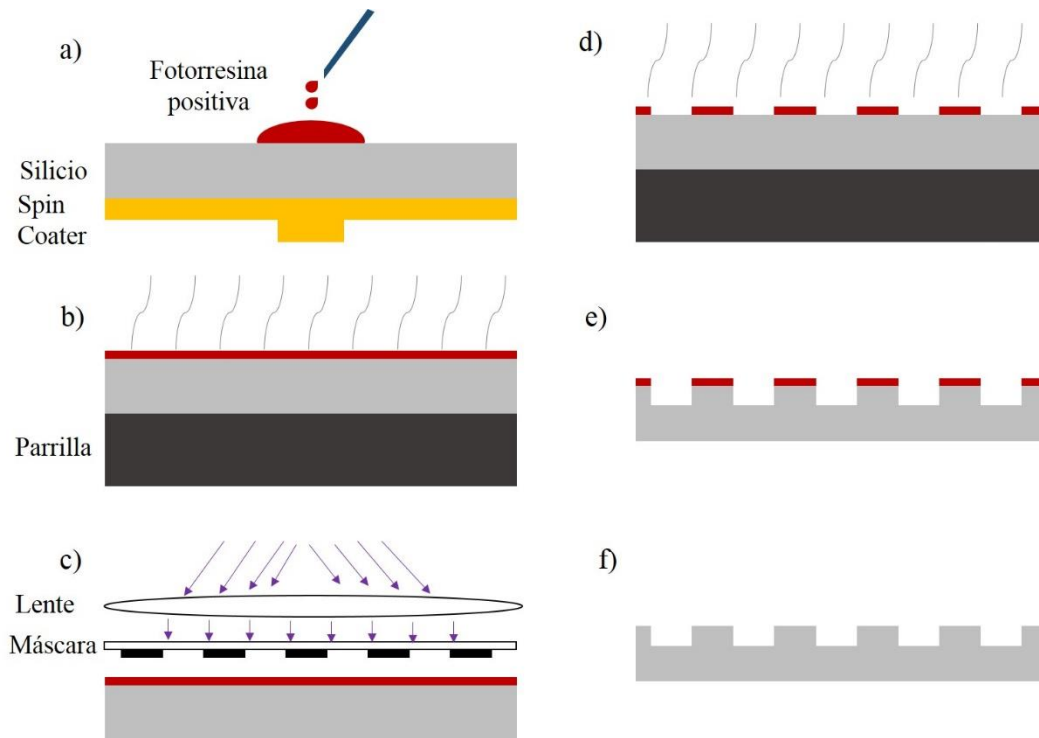 a)
Fotorresina
positiva
Silicio
Spin
Coater
b)
Parrilla
c)
Lente
Máscara
d)
e)
f)